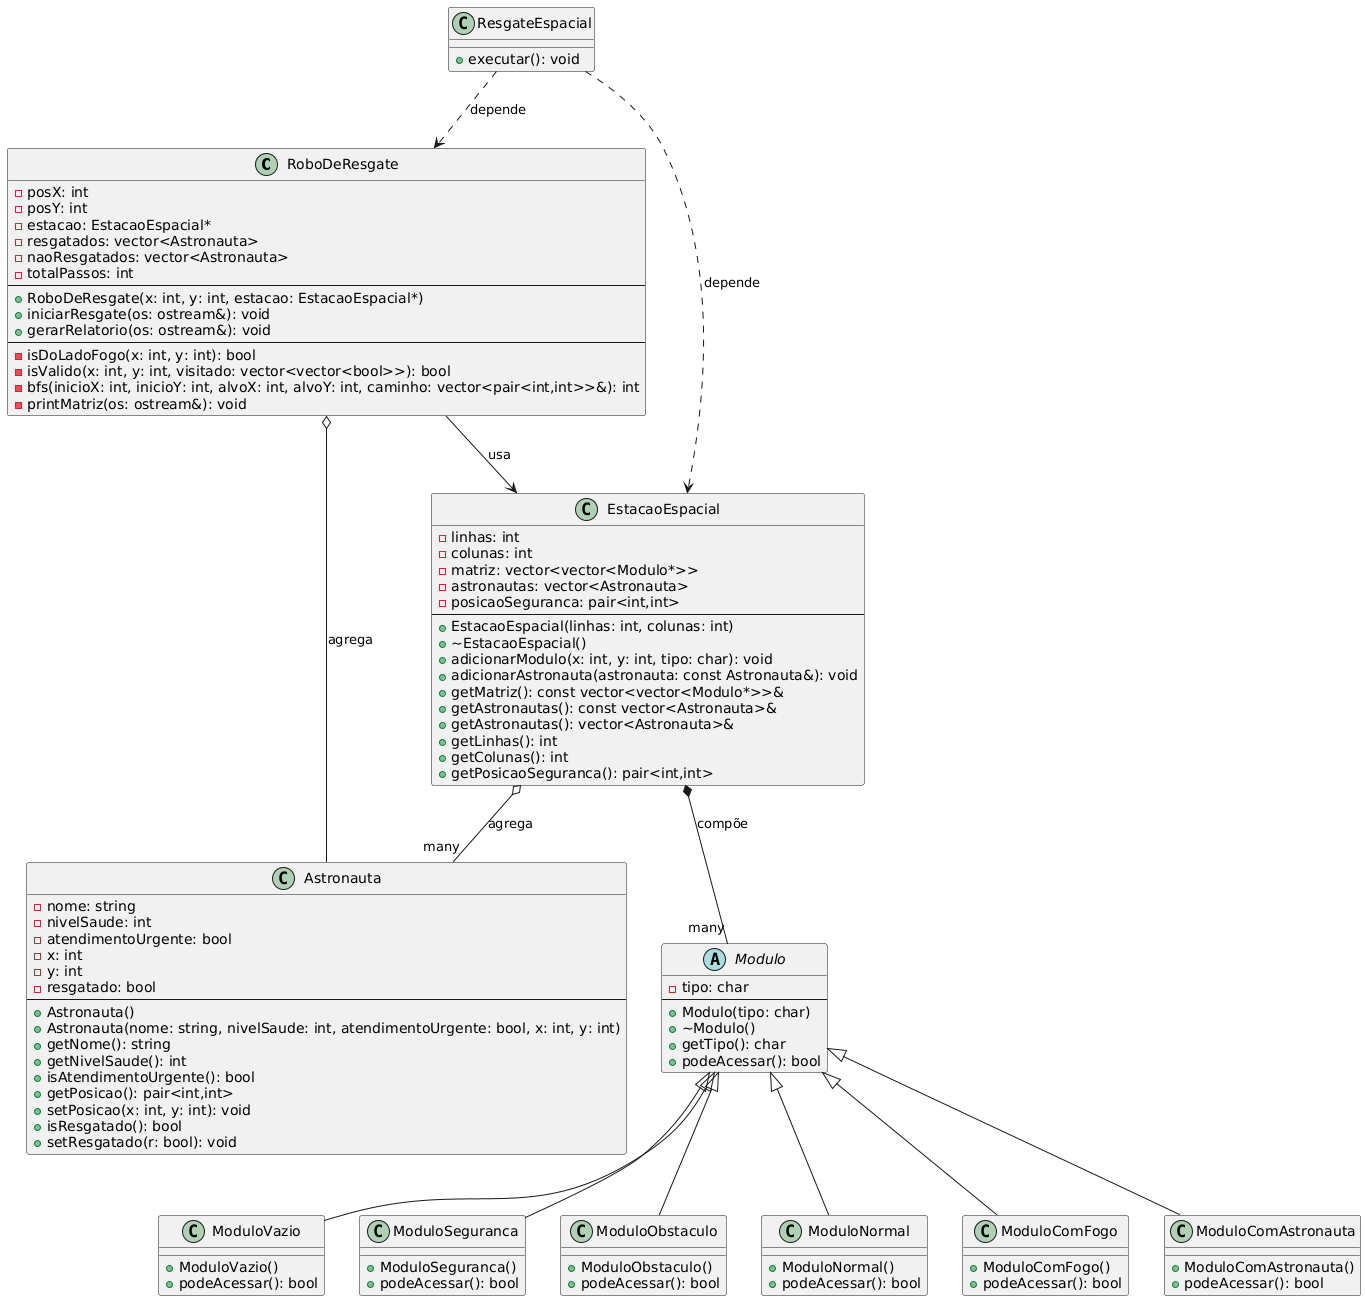 C ResgateEspacial
executar(): void
depende
depende
C RoboDeResgate
posX: int
posY: int
estacao: EstacaoEspacial*
resgatados: vector<Astronauta>
naoResgatados: vector<Astronauta>
totalPassos: int
RoboDeResgate(x: int, y: int, estacao: EstacaoEspacial*)
iniciarResgate(os: ostream&): void
gerarRelatorio(os: ostream&): void
isDoLadoFogo(x: int, y: int): bool
isValido(x: int, y: int, visitado: vector<vector<bool>>): bool
bfs(inicioX: int, inicioY: int, alvoX: int, alvoY: int, caminho: vector<pair<int,int>>&): int
printMatriz(os: ostream&): void
usa
agrega
C EstacaoEspacial
linhas: int
colunas: int
matriz: vector<vector<Modulo*>>
astronautas: vector<Astronauta>
posicaoSeguranca: pair<int,int>
EstacaoEspacial(linhas: int, colunas: int)
~EstacaoEspacial()
adicionarModulo(x: int, y: int, tipo: char): void
adicionarAstronauta(astronauta: const Astronauta&): void
getMatriz(): const vector<vector<Modulo*>>&
getAstronautas(): const vector<Astronauta>&
getAstronautas(): vector<Astronauta>&
getLinhas(): int
getColunas(): int
getPosicaoSeguranca(): pair<int,int>
agrega
many
compõe
many
C Astronauta
nome: string
nivelSaude: int
atendimentoUrgente: bool
x: int
y: int
resgatado: bool
Astronauta()
Astronauta(nome: string, nivelSaude: int, atendimentoUrgente: bool, x: int, y: int)
getNome(): string
getNivelSaude(): int
isAtendimentoUrgente(): bool
getPosicao(): pair<int,int>
setPosicao(x: int, y: int): void
isResgatado(): bool
setResgatado(r: bool): void
A Modulo
tipo: char
Modulo(tipo: char)
~Modulo()
getTipo(): char
podeAcessar(): bool
C ModuloVazio
ModuloVazio()
podeAcessar(): bool
C ModuloSeguranca
ModuloSeguranca()
podeAcessar(): bool
C ModuloObstaculo
ModuloObstaculo()
podeAcessar(): bool
C ModuloNormal
ModuloNormal()
podeAcessar(): bool
C ModuloComFogo
ModuloComFogo()
podeAcessar(): bool
C ModuloComAstronauta
ModuloComAstronauta()
podeAcessar(): bool